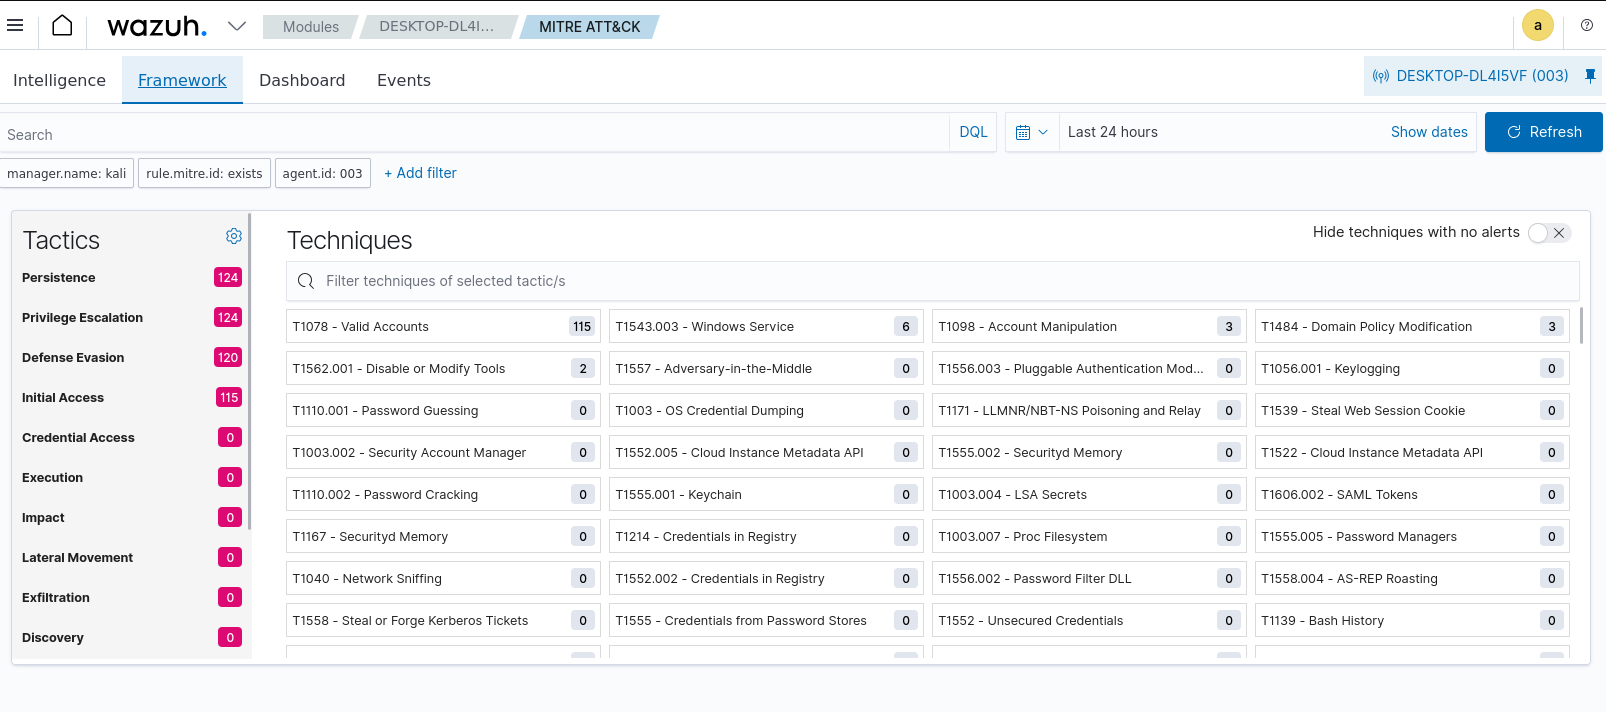 wazuh. Modules DESKTOP-DL4I... MITRE ATT&CK a
Intelligence Framework Dashboard Events DESKTOP-DL4I5VF (003)
Search DQL Last 24 hours Show dates Refresh
manager.name: kali rule.mitre.id: exists agent.id: 003 + Add filter
Tactics
Persistence 124
Privilege Escalation 124
Defense Evasion 120
Initial Access 115
Credential Access 0
Execution 0
Impact 0
Lateral Movement 0
Exfiltration 0
Discovery 0
Techniques Hide techniques with no alerts
Filter techniques of selected tactic/s
T1078 - Valid Accounts 115 T1543.003 - Windows Service 6 T1098 - Account Manipulation 3 T1484 - Domain Policy Modification 3
T1562.001 - Disable or Modify Tools 2 T1557 - Adversary-in-the-Middle 0 T1556.003 - Pluggable Authentication Mod... 0 T1056.001 - Keylogging 0
T1110.001 - Password Guessing 0 T1003 - OS Credential Dumping 0 T1171 - LLMNR/NBT-NS Poisoning and Relay 0 T1539 - Steal Web Session Cookie 0
T1003.002 - Security Account Manager 0 T1552.005 - Cloud Instance Metadata API 0 T1555.002 - Securityd Memory 0 T1522 - Cloud Instance Metadata API 0
T1110.002 - Password Cracking 0 T1555.001 - Keychain 0 T1003.004 - LSA Secrets 0 T1606.002 - SAML Tokens 0
T1167 - Securityd Memory 0 T1214 - Credentials in Registry 0 T1003.007 - Proc Filesystem 0 T1555.005 - Password Managers 0
T1040 - Network Sniffing 0 T1552.002 - Credentials in Registry 0 T1556.002 - Password Filter DLL 0 T1558.004 - AS-REP Roasting 0
T1558 - Steal or Forge Kerberos Tickets 0 T1555 - Credentials from Password Stores 0 T1552 - Unsecured Credentials 0 T1139 - Bash History 0